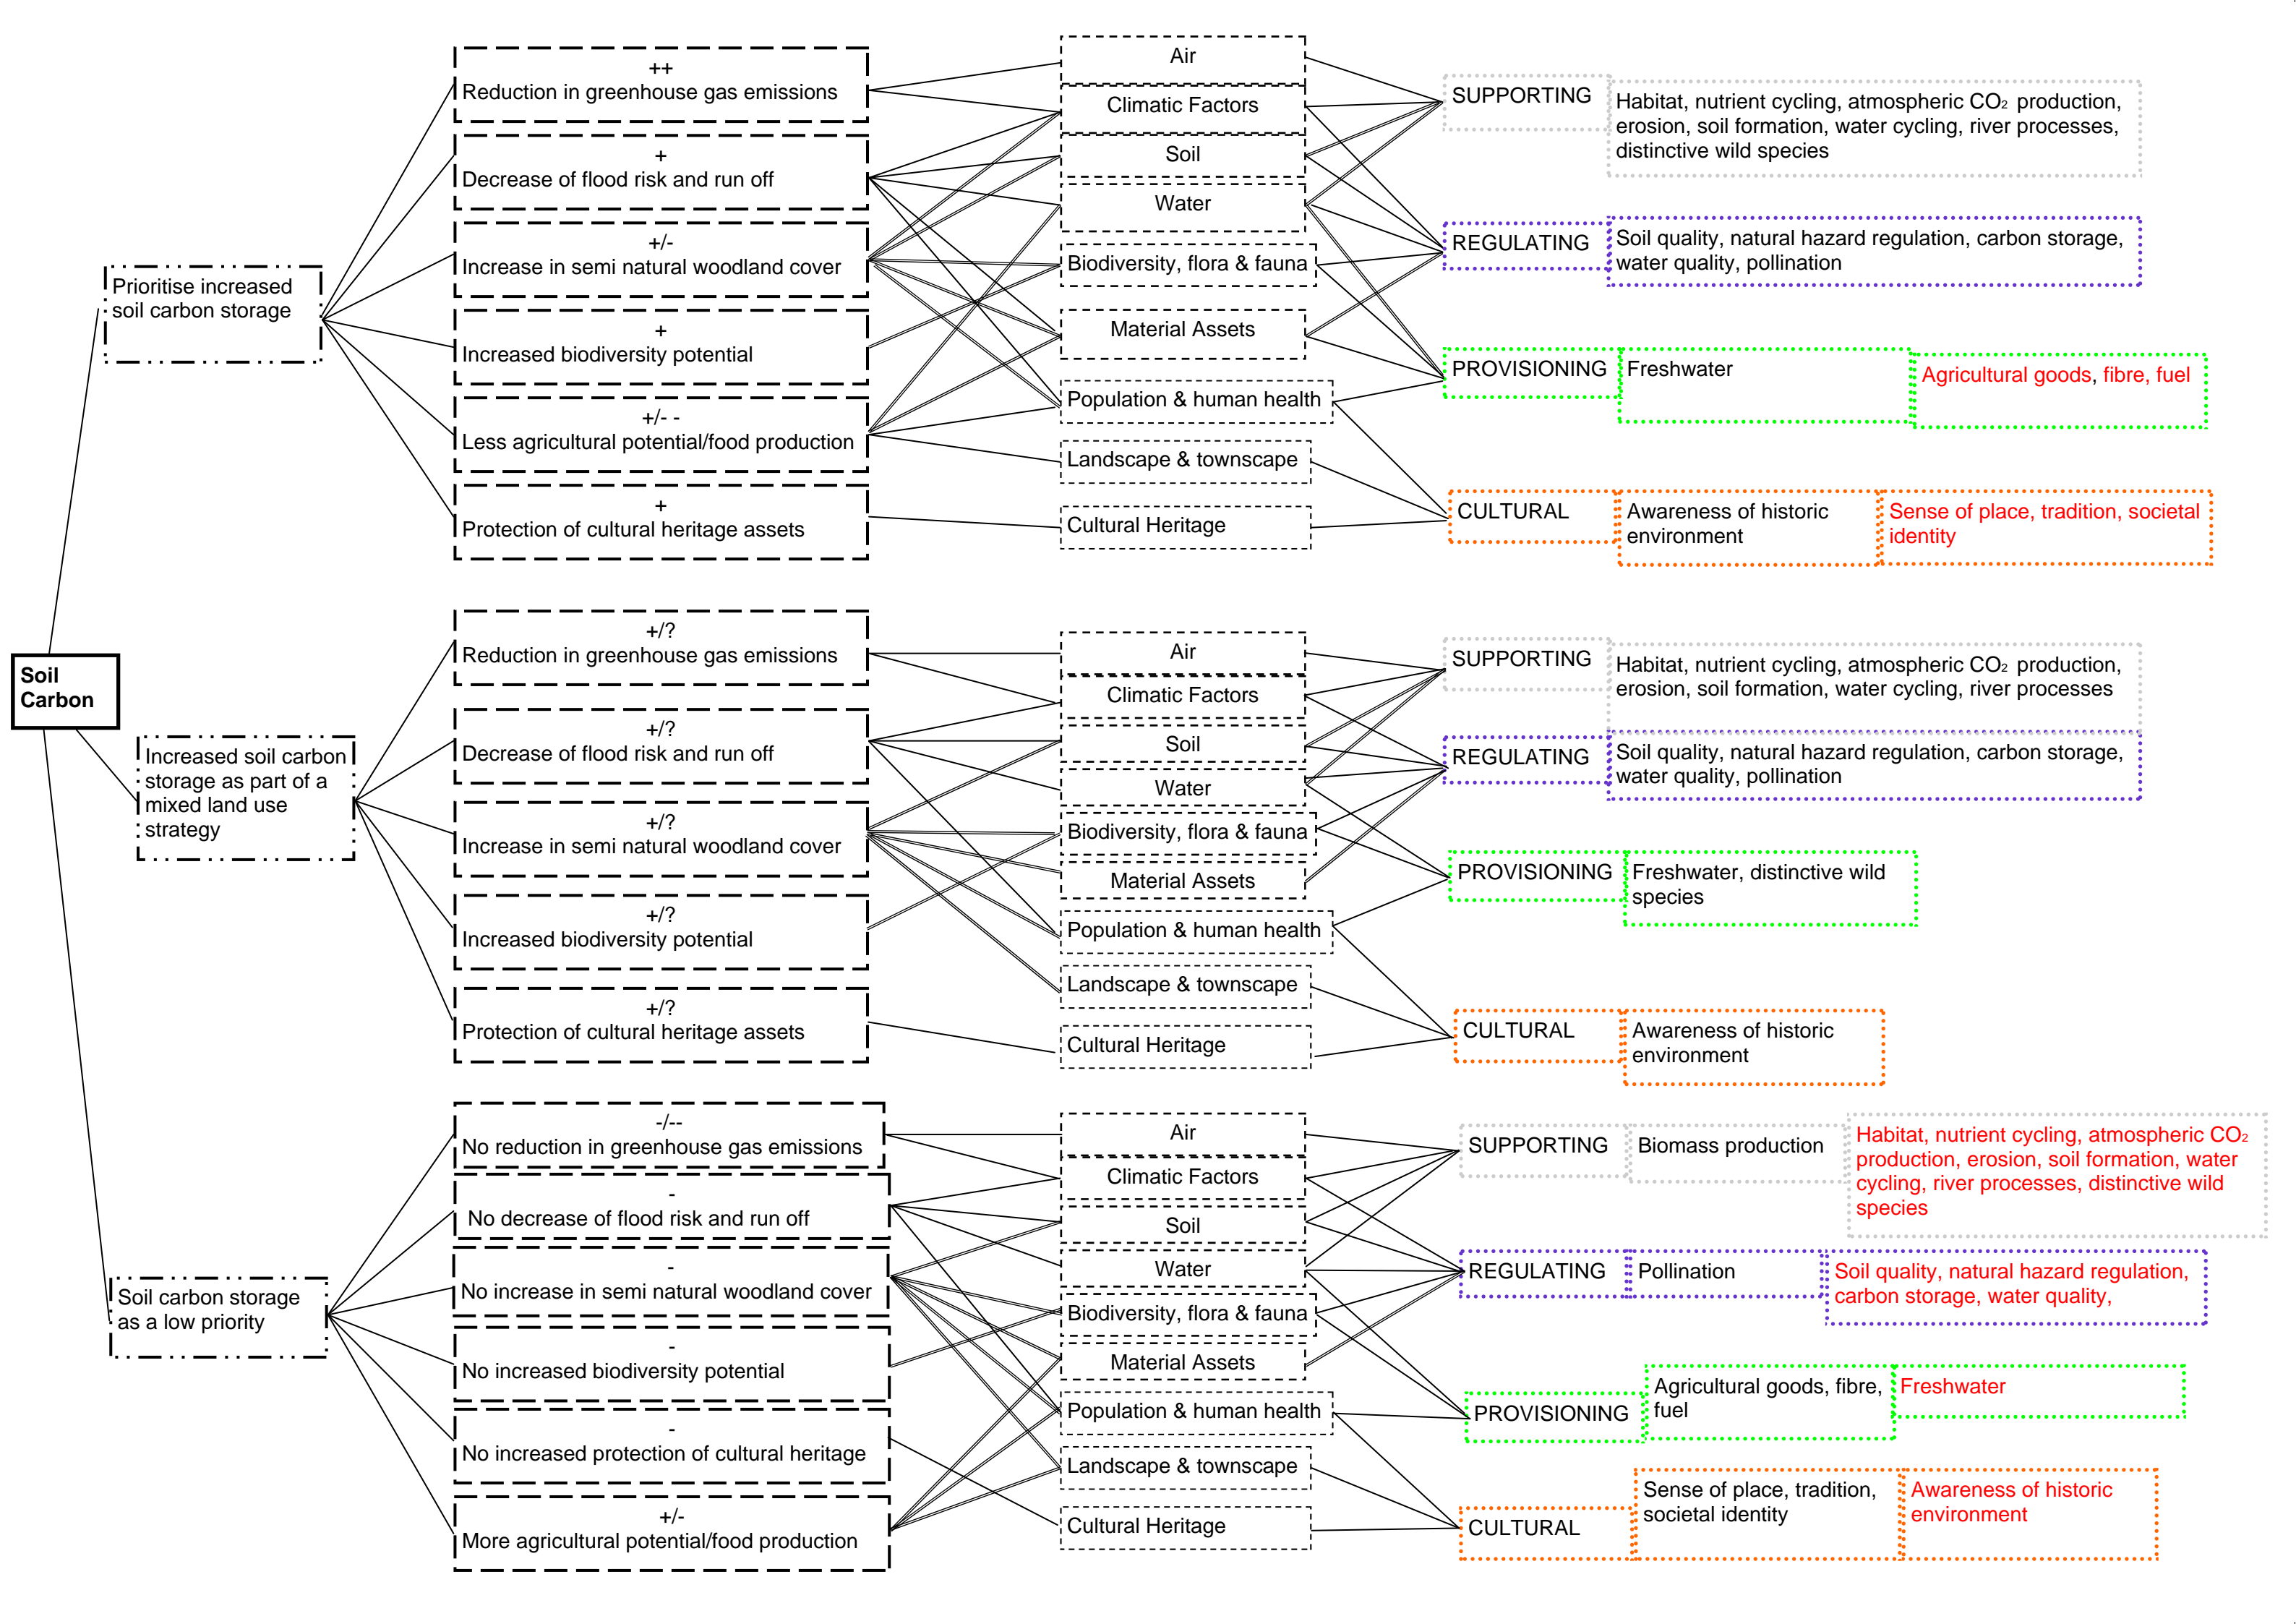 Soil
Carbon
Prioritise increased
soil carbon storage
++
Reduction in greenhouse gas emissions
+
Decrease of flood risk and run off
+/-
Increase in semi natural woodland cover
+
Increased biodiversity potential
+/- -
Less agricultural potential/food production
+
Protection of cultural heritage assets
Air
Climatic Factors
Soil
Water
Biodiversity, flora & fauna
Material Assets
Population & human health
Landscape & townscape
Cultural Heritage
SUPPORTING
Habitat, nutrient cycling, atmospheric CO₂ production,
erosion, soil formation, water cycling, river processes,
distinctive wild species
REGULATING
Soil quality, natural hazard regulation, carbon storage,
water quality, pollination
PROVISIONING
Freshwater
Agricultural goods, fibre, fuel
CULTURAL
Awareness of historic
environment
Sense of place, tradition, societal
identity
Increased soil carbon
storage as part of a
mixed land use
strategy
+/?
Reduction in greenhouse gas emissions
+/?
Decrease of flood risk and run off
+/?
Increase in semi natural woodland cover
+/?
Increased biodiversity potential
+/?
Protection of cultural heritage assets
Air
Climatic Factors
Soil
Water
Biodiversity, flora & fauna
Material Assets
Population & human health
Landscape & townscape
Cultural Heritage
SUPPORTING
Habitat, nutrient cycling, atmospheric CO₂ production,
erosion, soil formation, water cycling, river processes
REGULATING
Soil quality, natural hazard regulation, carbon storage,
water quality, pollination
PROVISIONING
Freshwater, distinctive wild
species
CULTURAL
Awareness of historic
environment
Soil carbon storage
as a low priority
-/--
No reduction in greenhouse gas emissions
-
No decrease of flood risk and run off
-
No increase in semi natural woodland cover
-
No increased biodiversity potential
-
No increased protection of cultural heritage
+/-
More agricultural potential/food production
Air
Climatic Factors
Soil
Water
Biodiversity, flora & fauna
Material Assets
Population & human health
Landscape & townscape
Cultural Heritage
SUPPORTING
Biomass production
Habitat, nutrient cycling, atmospheric CO₂
production, erosion, soil formation, water
cycling, river processes, distinctive wild
species
REGULATING
Pollination
Soil quality, natural hazard regulation,
carbon storage, water quality,
PROVISIONING
Agricultural goods, fibre,
fuel
Freshwater
CULTURAL
Sense of place, tradition,
societal identity
Awareness of historic
environment